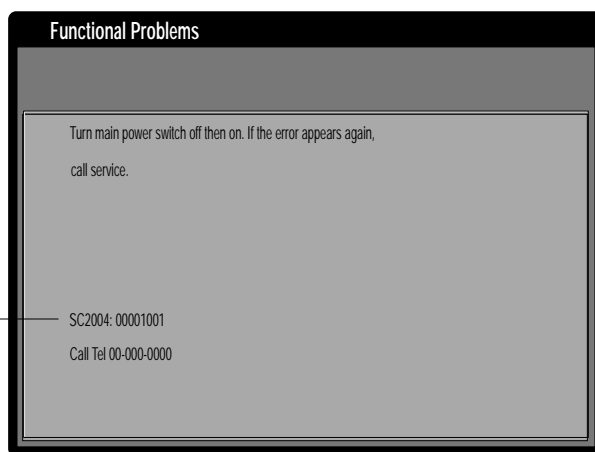 Functional Problems
Turn main power switch off then on. If the error appears again,
call service.
SC2004: 00001001
Call Tel 00-000-0000